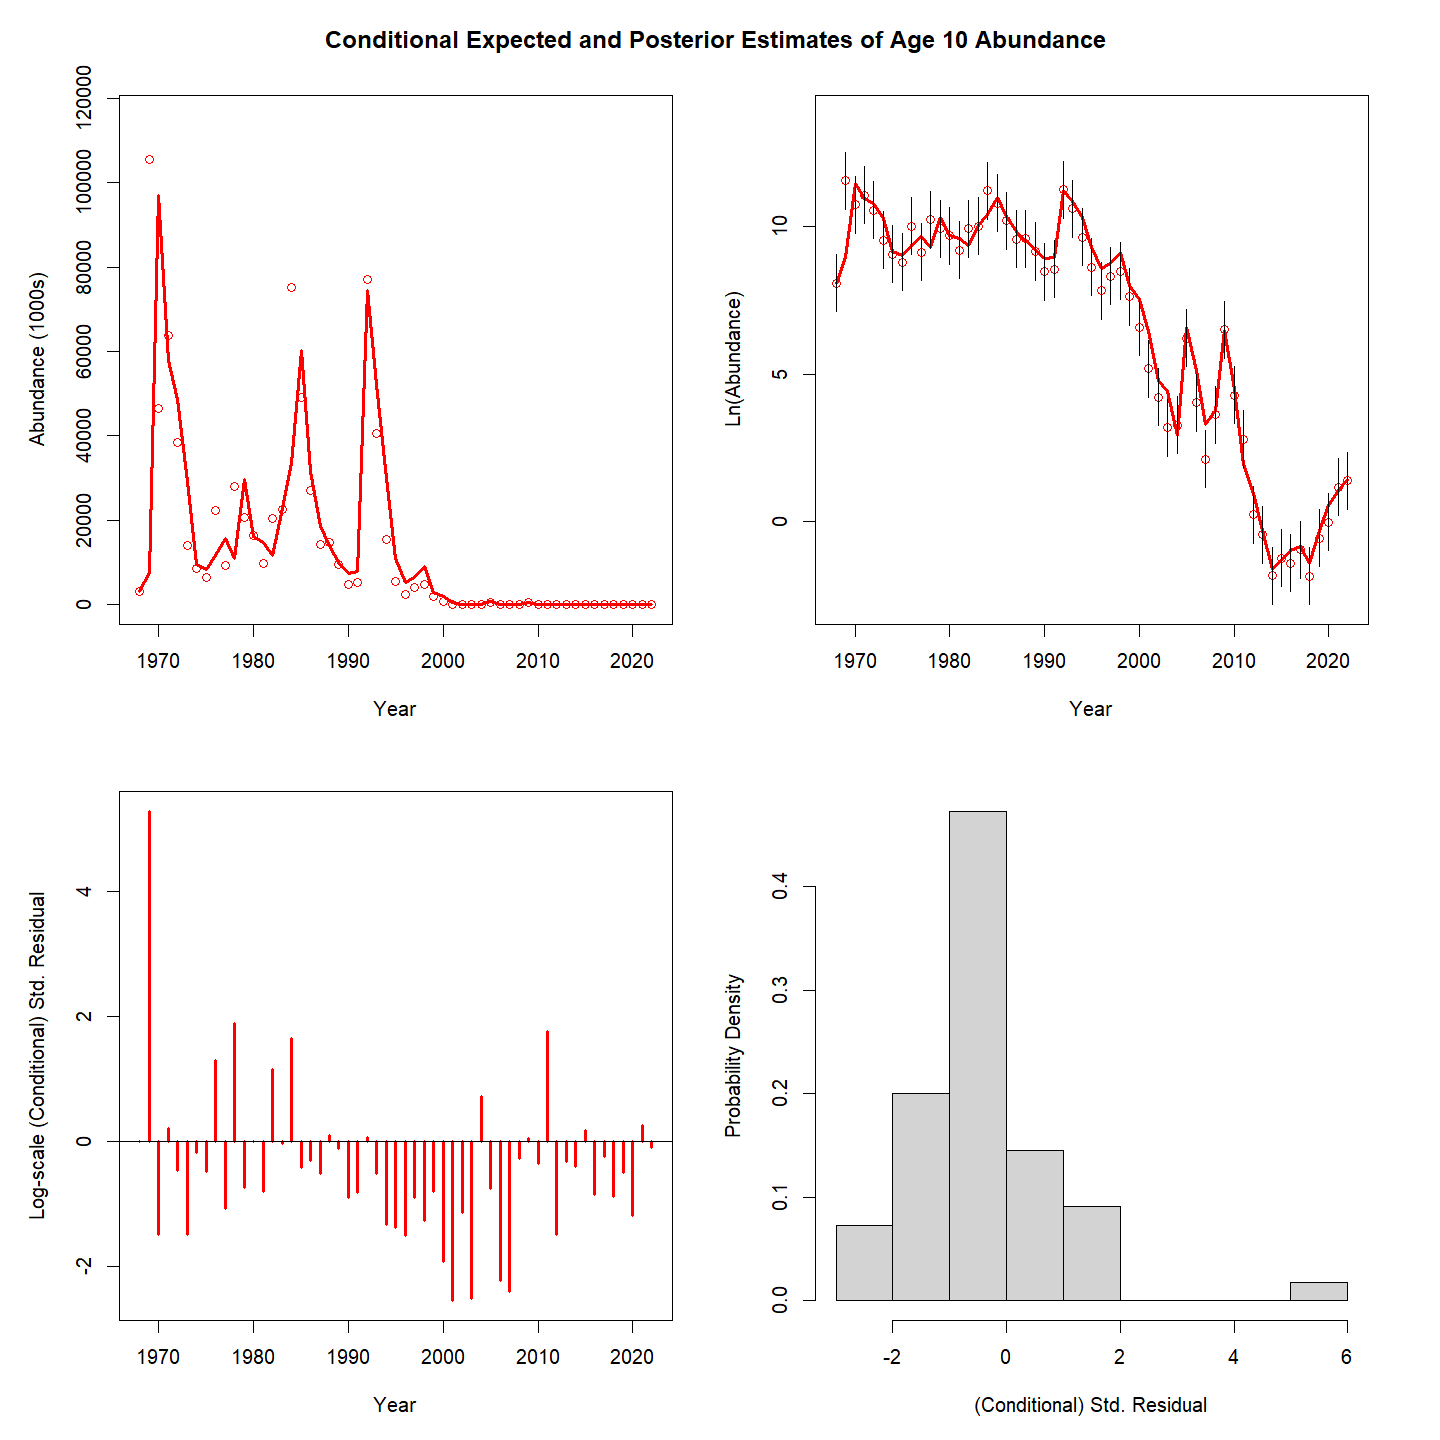 Conditional Expected and Posterior Estimates of Age 10 Abundance
Abundance (1000s)
120000
100000
80000
60000
40000
20000
0
1970 1980 1990 2000 2010 2020
Year
Ln(Abundance)
10
5
0
1970 1980 1990 2000 2010 2020
Year
Log-scale (Conditional) Std. Residual
4
2
0
-2
1970 1980 1990 2000 2010 2020
Year
Probability Density
0.4
0.3
0.2
0.1
0.0
-2 0 2 4 6
(Conditional) Std. Residual